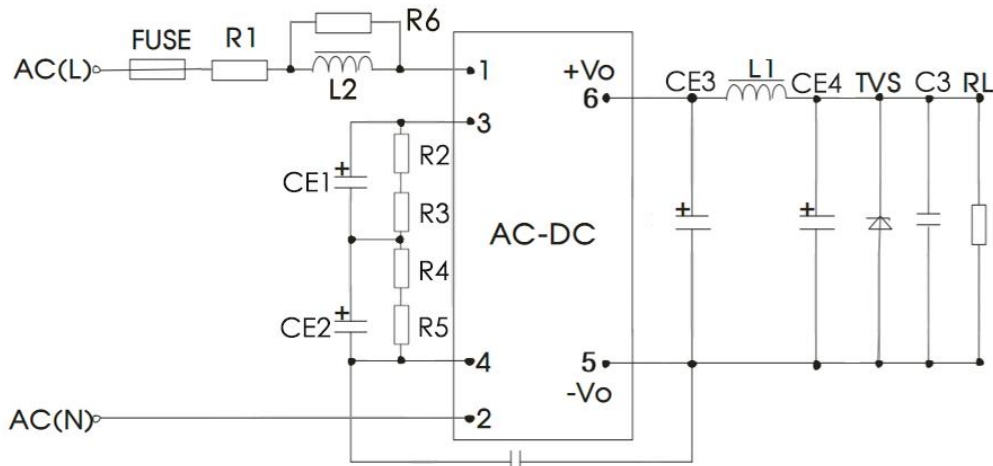 R6
FUSE R1
AC(L) 1 +Vo CE3 L1 CE4 TVS C3 RL
L2 6
3
R2
+
CE1
R3 + +
AC-DC
R4
+
CE2 R5
4 5
-Vo
AC(N) 2